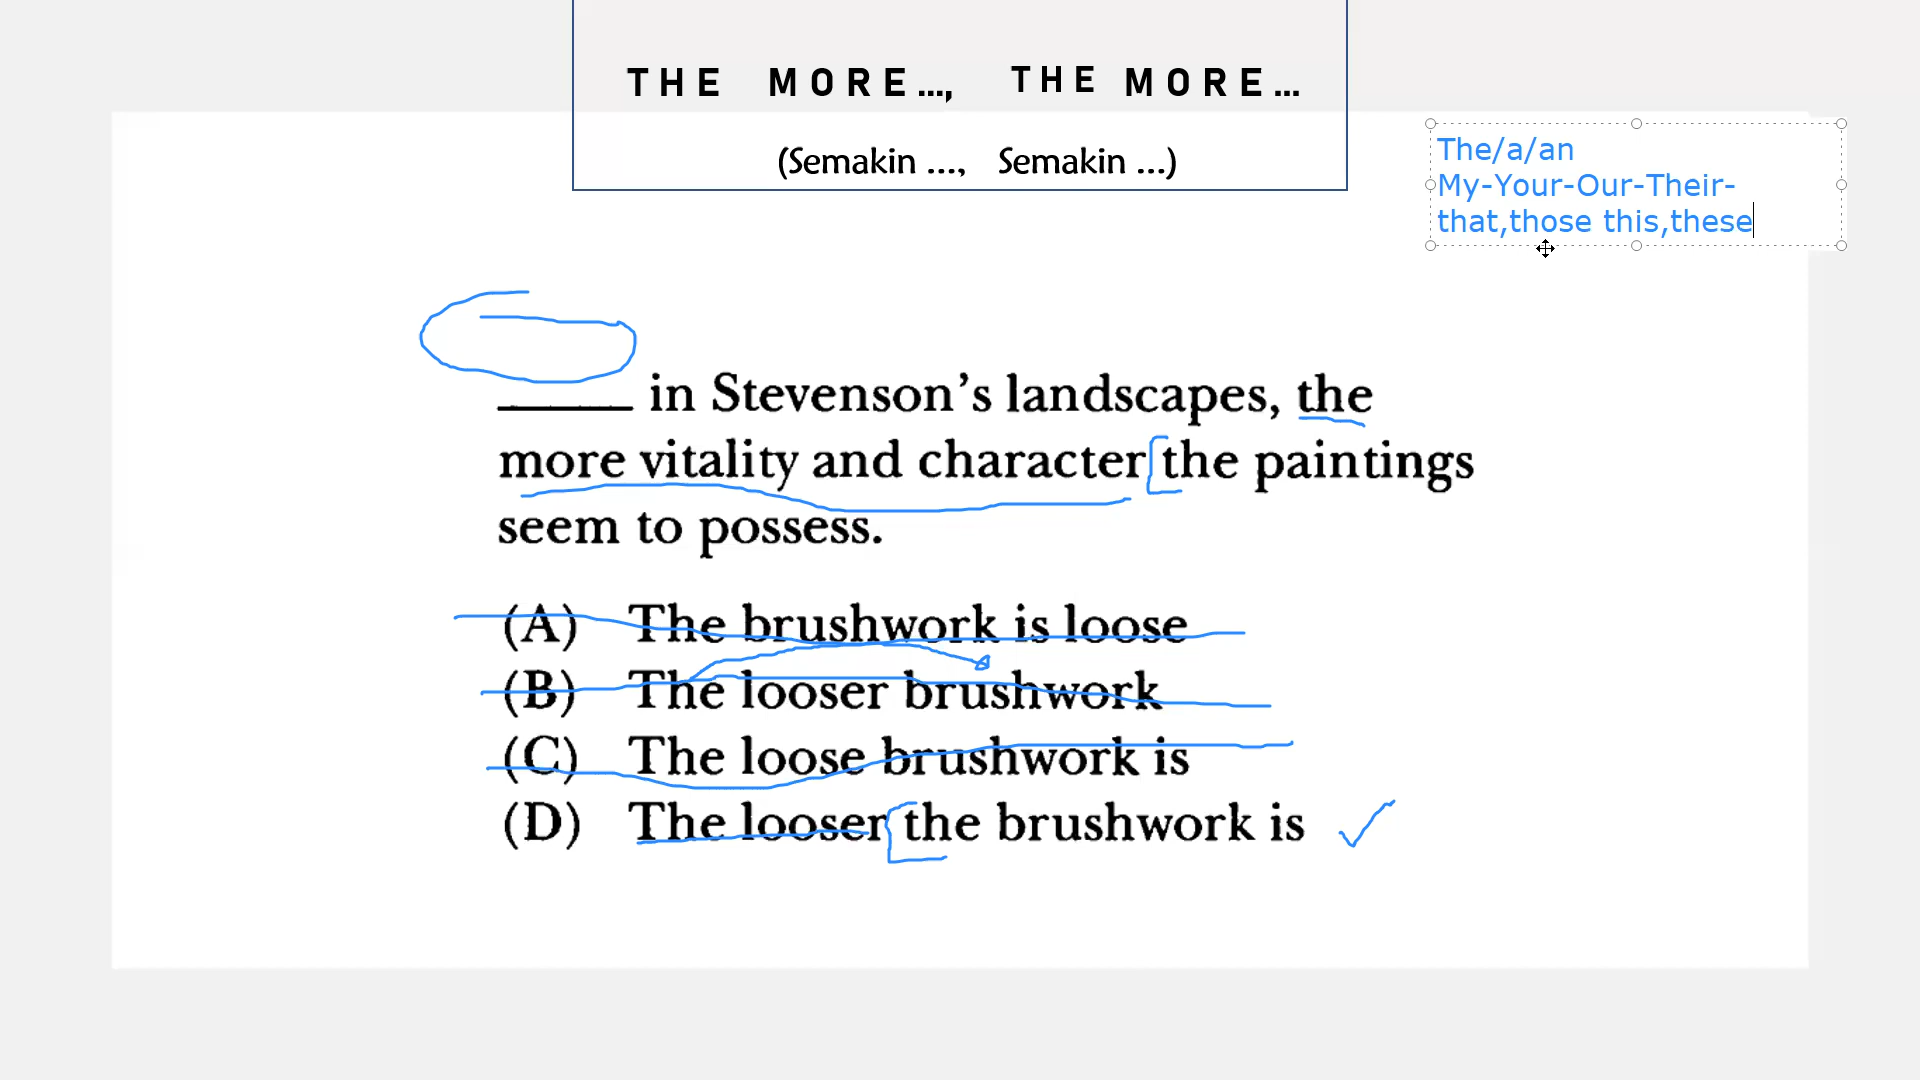 THE MORE..., THE MORE...
(Semakin ..., Semakin ...)
The/a/an
My-Your-Our-Their-
that,those this,these
_____ in Stevenson's landscapes, the
more vitality and character the paintings
seem to possess.
(A) The brushwork is loose
(B) The looser brushwork
(C) The loose brushwork is
(D) The looser the brushwork is